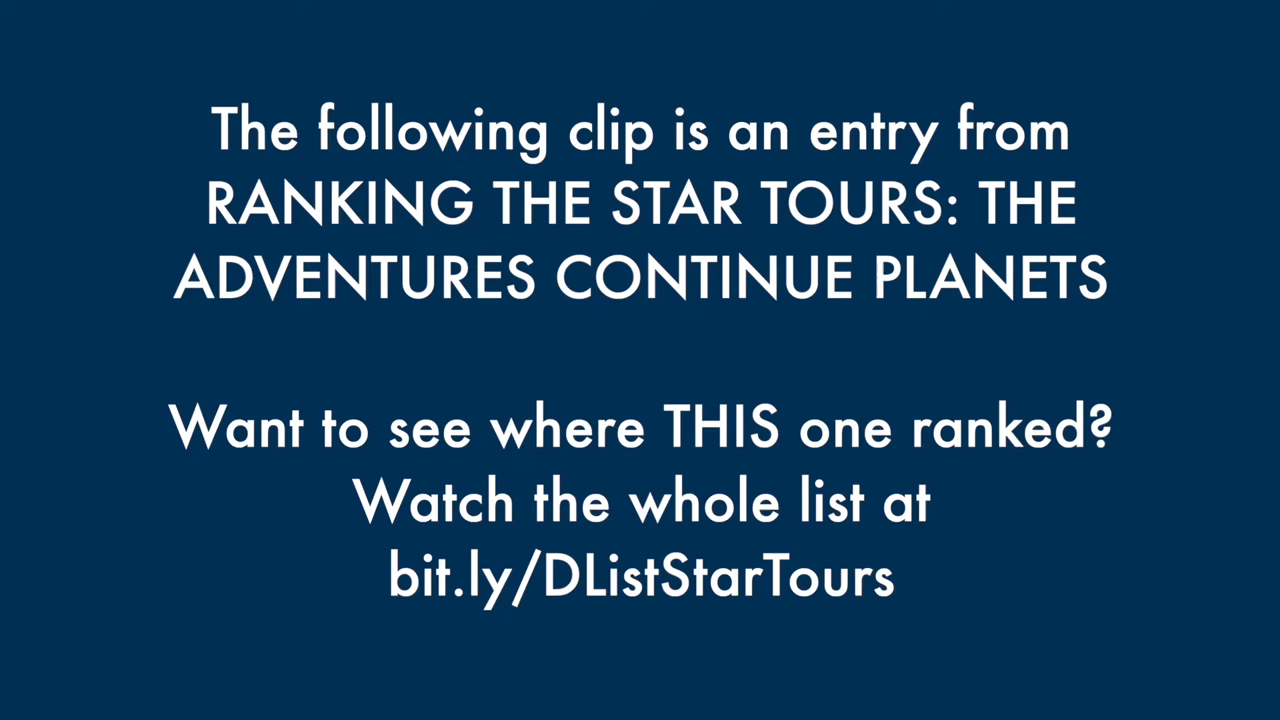 The following clip is an entry from
RANKING THE STAR TOURS: THE
ADVENTURES CONTINUE PLANETS
Want to see where THIS one ranked?
Watch the whole list at
bit.ly/DListStarTours